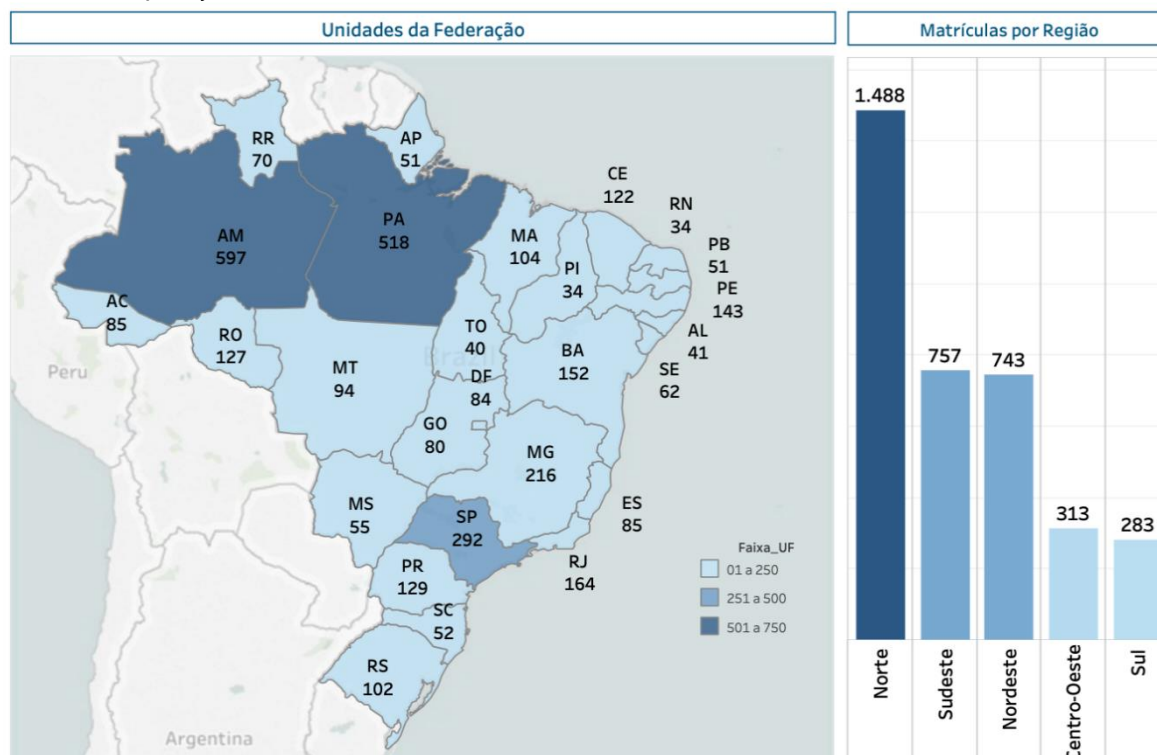 Unidades da Federação
Matrículas por Região
RR
70
AP
51
AM
597
PA
518
AC
85
RO
127
MT
94
TO
40
MA
104
PI
34
CE
122
RN
34
PB
51
PE
143
AL
41
SE
62
BA
152
DF
84
GO
80
MG
216
ES
85
MS
55
SP
292
RJ
164
PR
129
SC
52
RS
102
Peru
Brazil
Argentina
Faixa_UF
01 a 250
251 a 500
501 a 750
1.488
757
743
313
283
Norte
Sudeste
Nordeste
Centro-Oeste
Sul